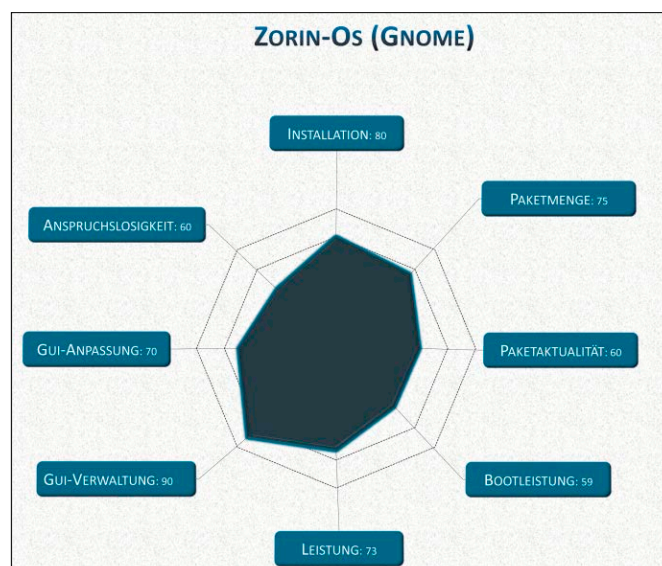 ZORIN-OS (GNOME)
INSTALLATION: 80
PAKETMENGE: 75
ANSPRUCHSLOSIGKEIT: 60
GUI-ANPASSUNG: 70
PAKETAKTUALITÄT: 60
GUI-VERWALTUNG: 90
BOOTLEISTUNG: 59
LEISTUNG: 73